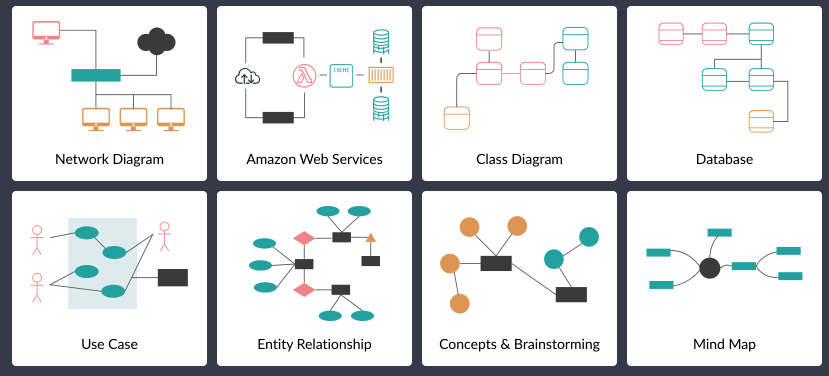 CACHE
Network Diagram
Amazon Web Services
Class Diagram
Database
Use Case
Entity Relationship
Concepts & Brainstorming
Mind Map